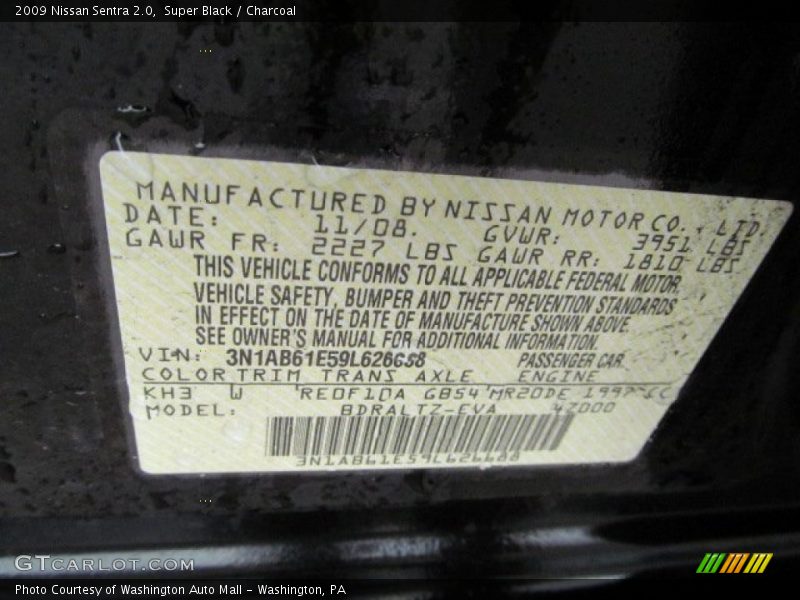 2009 Nissan Sentra 2.0, Super Black / Charcoal
MANUFACTURED BY NISSAN MOTOR CO., LTD.
DATE: 11/08. GVWR: 3951 LBS
GAWR FR: 2227 LBS GAWR RR: 1810 LBS
THIS VEHICLE CONFORMS TO ALL APPLICABLE FEDERAL MOTOR
VEHICLE SAFETY, BUMPER AND THEFT PREVENTION STANDARDS
IN EFFECT ON THE DATE OF MANUFACTURE SHOWN ABOVE.
SEE OWNER'S MANUAL FOR ADDITIONAL INFORMATION.
VIN: PASSENGER CAR
COLOR TRIM TRANS AXLE ENGINE
KH3 W RE0F10A GB54 MR20DE 1997 CC
MODEL: BDRALTZ-EVA 4Z000
GTCARLOT.COM
Photo Courtesy of Washington Auto Mall - Washington, PA